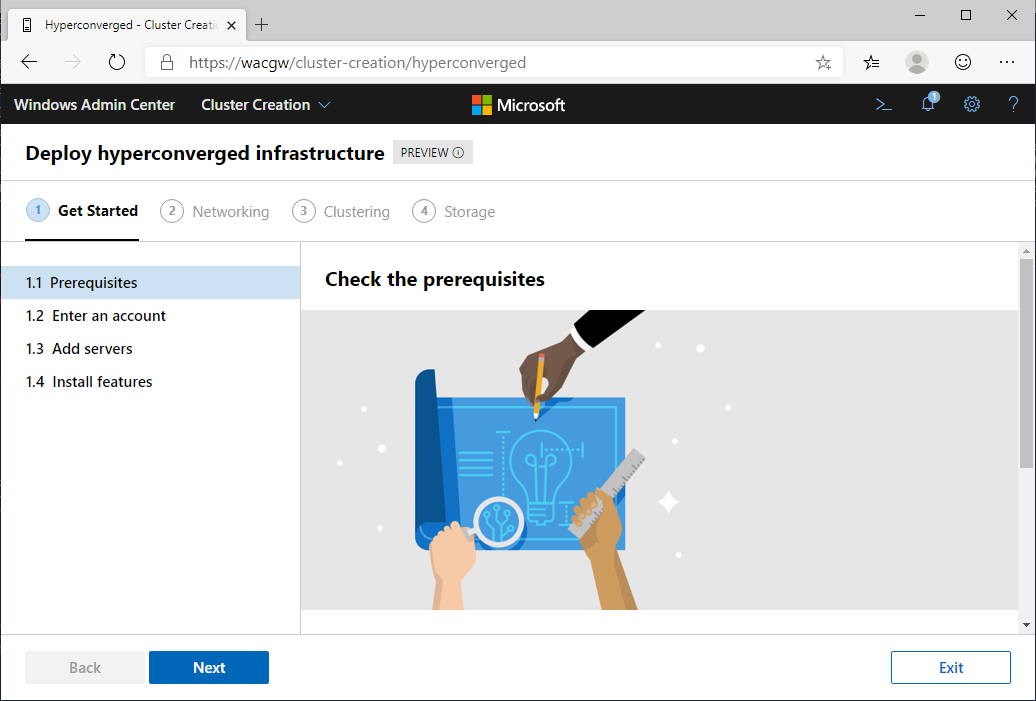 Hyperconverged - Cluster Creati
https://wacgw/cluster-creation/hyperconverged
Windows Admin Center Cluster Creation Microsoft 1 ?
Deploy hyperconverged infrastructure PREVIEW
1 Get Started 2 Networking 3 Clustering 4 Storage
1.1 Prerequisites
1.2 Enter an account
1.3 Add servers
1.4 Install features
Check the prerequisites
Back Next Exit